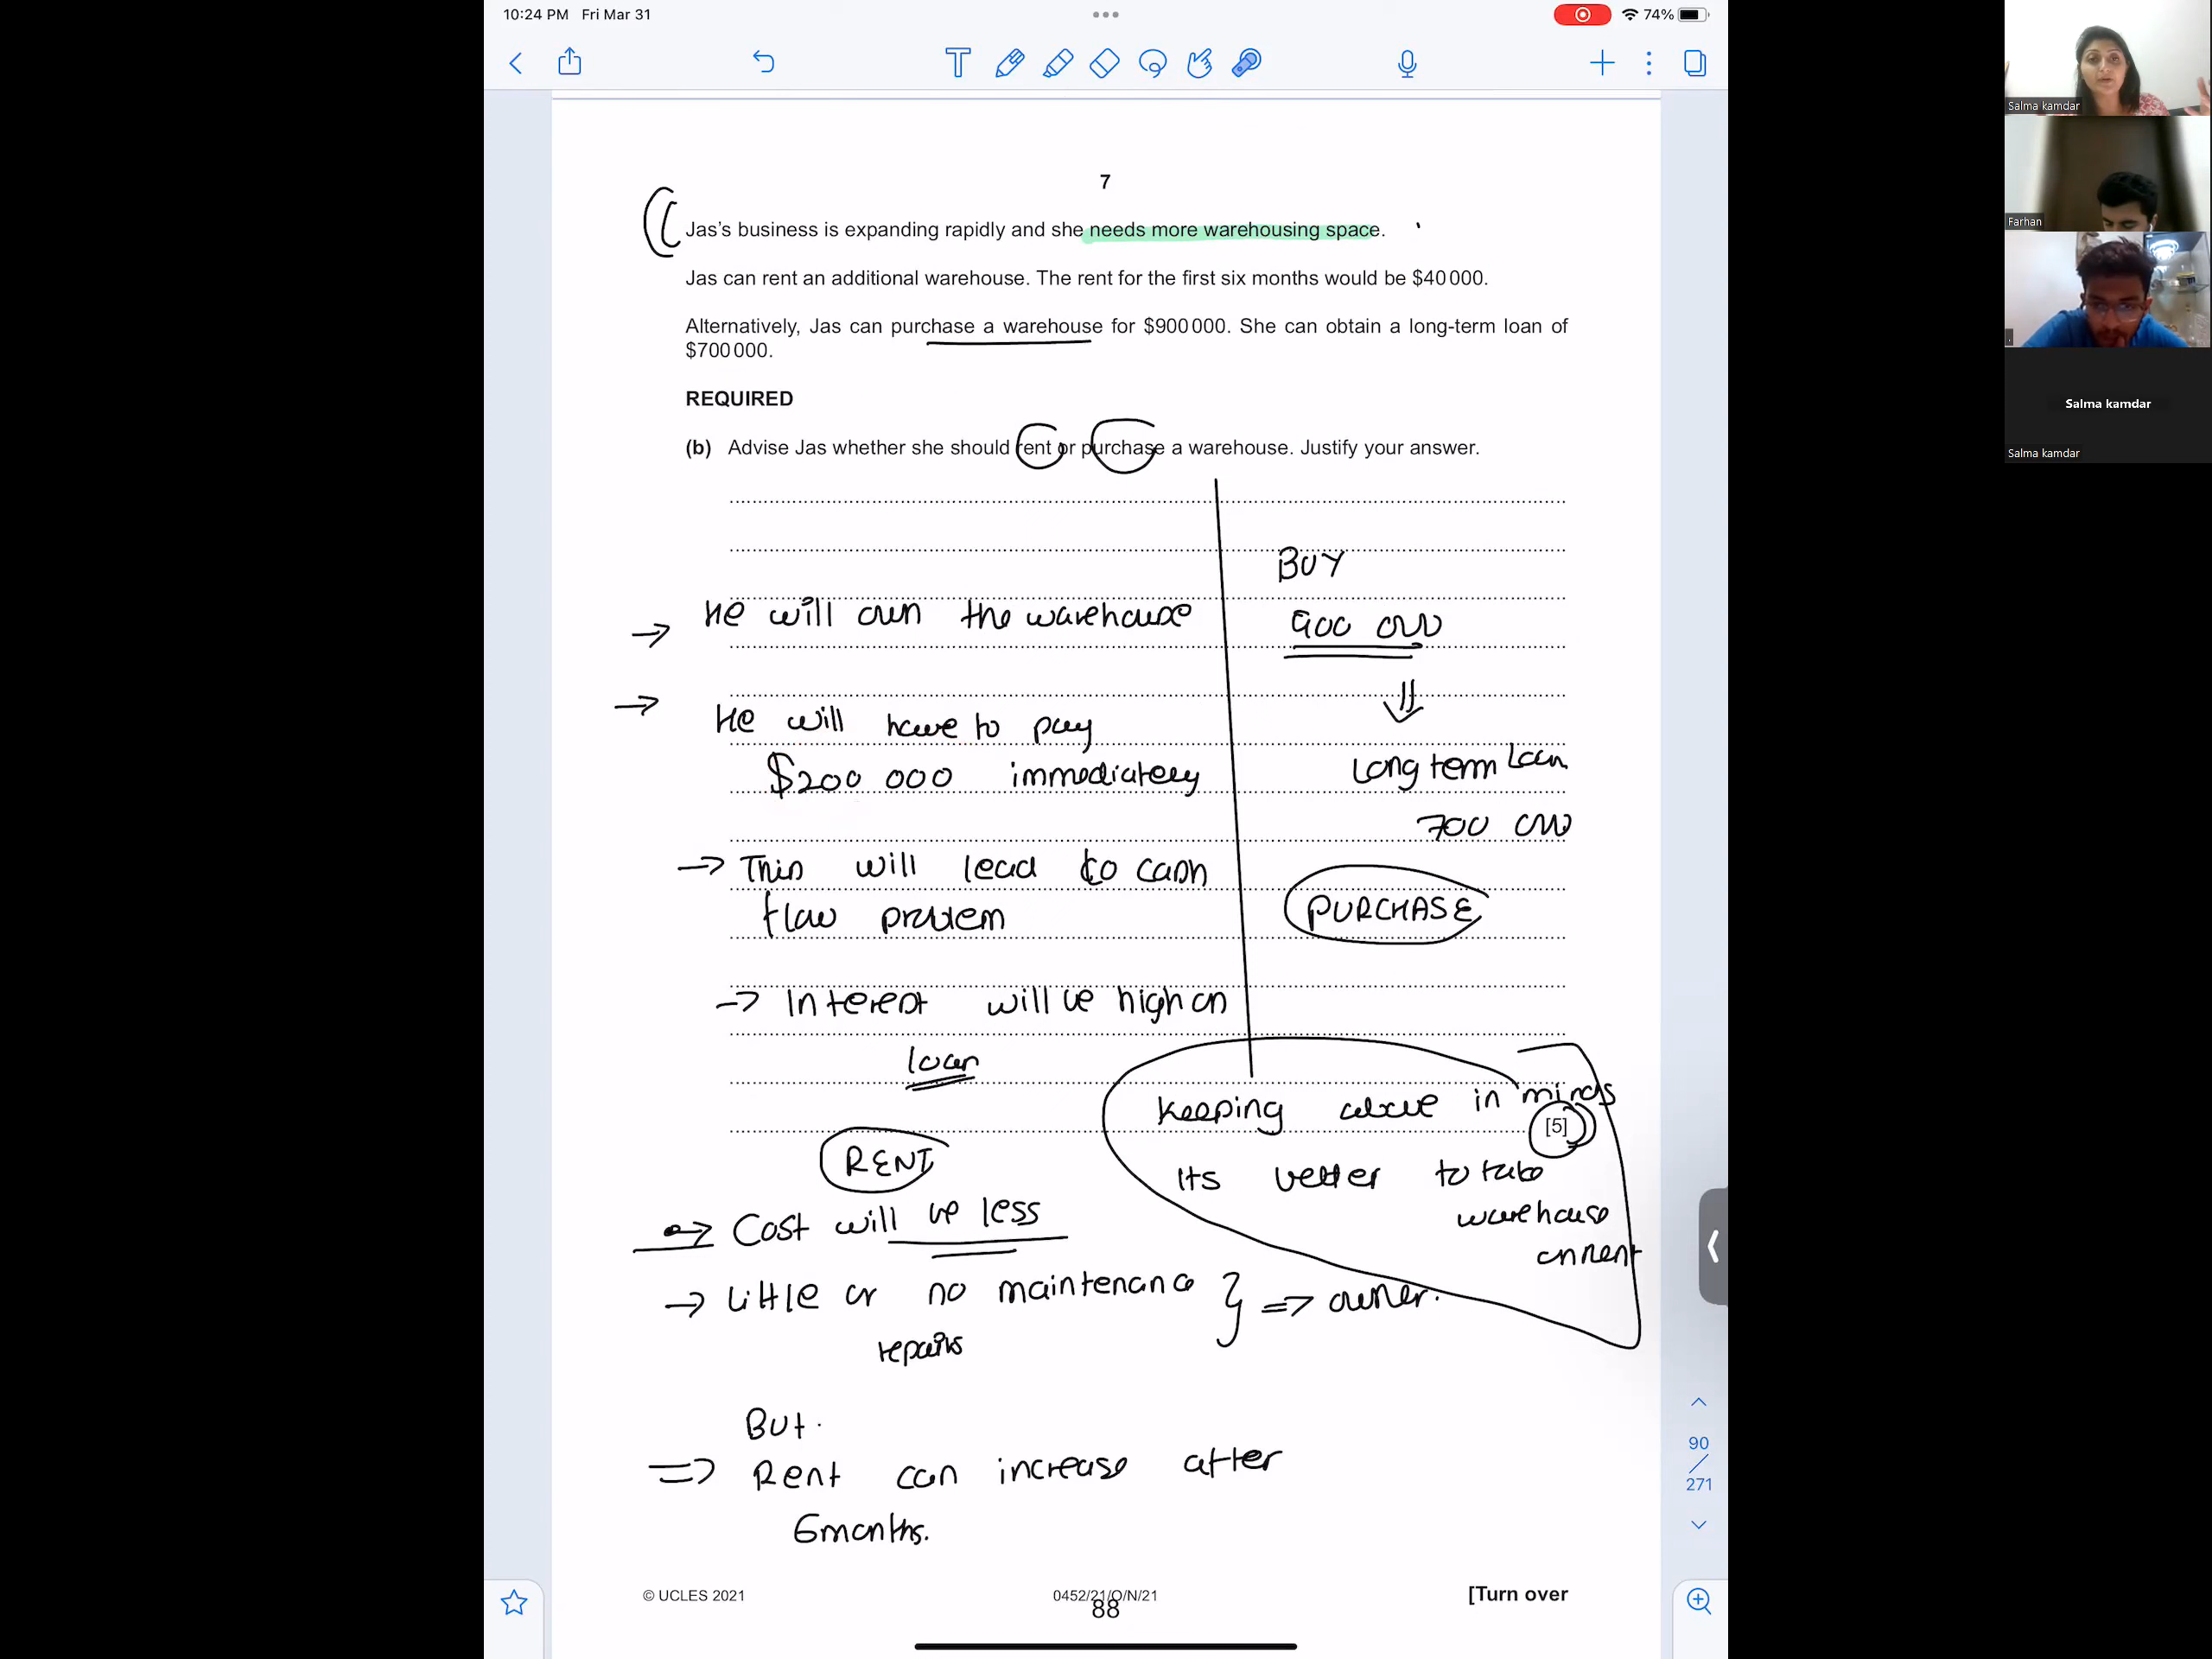 10:24 PM Fri Mar 31
74%
7
Jas's business is expanding rapidly and she needs more warehousing space.
Jas can rent an additional warehouse. The rent for the first six months would be $40 000.
Alternatively, Jas can purchase a warehouse for $900 000. She can obtain a long-term loan of
$700 000.
REQUIRED
(b) Advise Jas whether she should rent or purchase a warehouse. Justify your answer.
BUY
He will own the warehouse
900 000
He will have to pay
$200 000 immediately
Long term Loan
700 000
This will lead to cash
flow problem
PURCHASE
Interest will be high on
loan
keeping above in minds
[5]
RENT
Its better to take
warehouse
on Rent
Cost will be less
Little or no maintenance
repairs
=> owner.
But.
=> Rent can increase after
6 months.
© UCLES 2021
0452/21/O/N/21
[Turn over
88
90
271
Salma kamdar
Farhan
Salma kamdar
Salma kamdar